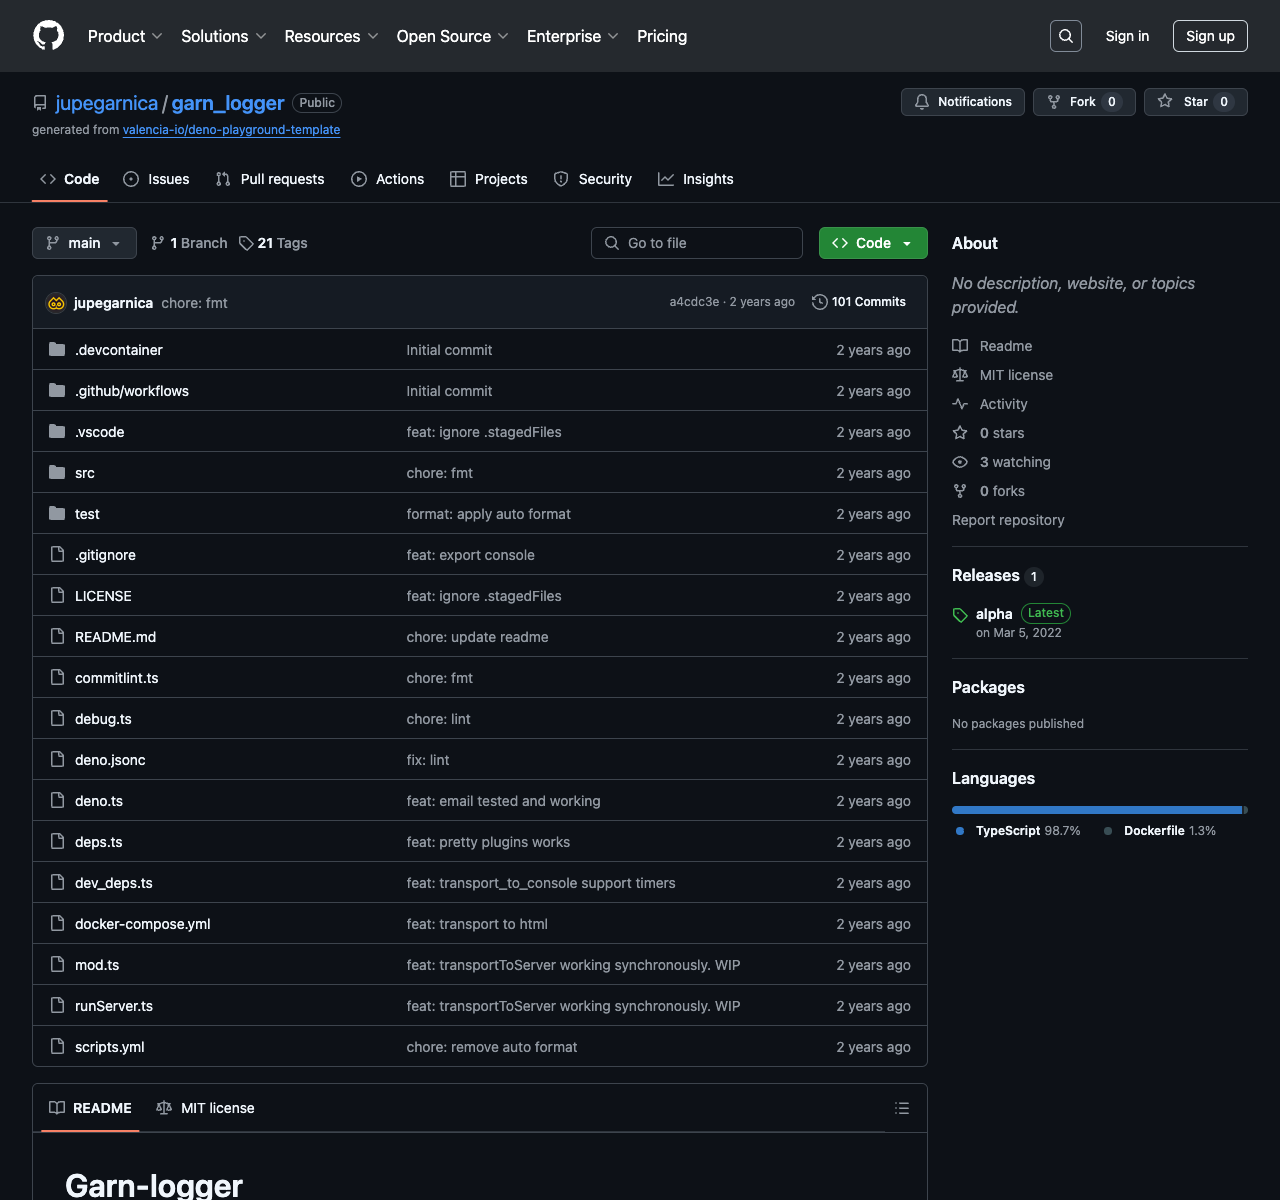 Product Solutions Resources Open Source Enterprise Pricing Sign in Sign up
jupegarnica / garn_logger Public Notifications Fork 0 Star 0
generated from valencia-io/deno-playground-template
Code Issues Pull requests Actions Projects Security Insights
main 1 Branch 21 Tags Go to file Code
jupegarnica chore: fmt a4cdc3e · 2 years ago 101 Commits
.devcontainer Initial commit 2 years ago
.github/workflows Initial commit 2 years ago
.vscode feat: ignore .stagedFiles 2 years ago
src chore: fmt 2 years ago
test format: apply auto format 2 years ago
.gitignore feat: export console 2 years ago
LICENSE feat: ignore .stagedFiles 2 years ago
README.md chore: update readme 2 years ago
commitlint.ts chore: fmt 2 years ago
debug.ts chore: lint 2 years ago
deno.jsonc fix: lint 2 years ago
deno.ts feat: email tested and working 2 years ago
deps.ts feat: pretty plugins works 2 years ago
dev_deps.ts feat: transport_to_console support timers 2 years ago
docker-compose.yml feat: transport to html 2 years ago
mod.ts feat: transportToServer working synchronously. WIP 2 years ago
runServer.ts feat: transportToServer working synchronously. WIP 2 years ago
scripts.yml chore: remove auto format 2 years ago
README MIT license
Garn-logger
About
No description, website, or topics
provided.
Readme
MIT license
Activity
0 stars
3 watching
0 forks
Report repository
Releases 1
alpha Latest
on Mar 5, 2022
Packages
No packages published
Languages
TypeScript 98.7% Dockerfile 1.3%